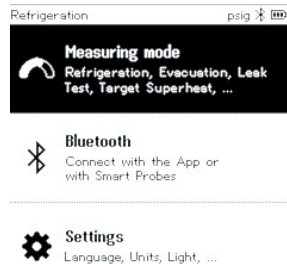 Refrigeration psig
Measuring mode
Refrigeration, Evacuation, Leak
Test, Target Superheat, ...
Bluetooth
Connect with the App or
with Smart Probes
Settings
Language, Units, Light, ...